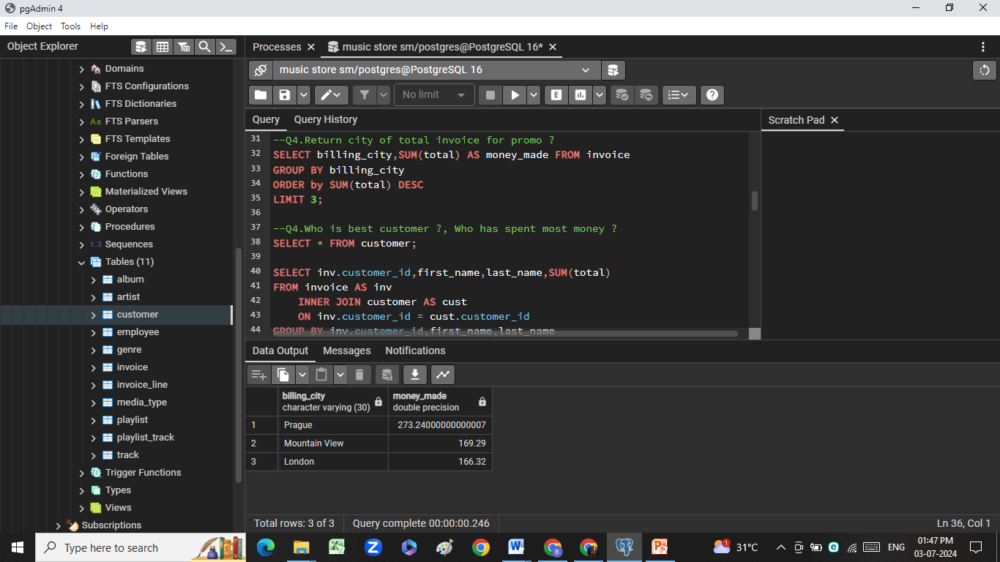 pgAdmin 4
File Object Tools Help
Object Explorer
Domains
FTS Configurations
FTS Dictionaries
Aa FTS Parsers
FTS Templates
Foreign Tables
Functions
Materialized Views
Operators
Procedures
1..3 Sequences
Tables (11)
album
artist
customer
employee
genre
invoice
invoice_line
media_type
playlist
playlist_track
track
Trigger Functions
Types
Views
Subscriptions
Processes music store sm/postgres@PostgreSQL 16*
music store sm/postgres@PostgreSQL 16
No limit E
Query Query History
31 --Q4.Return city of total invoice for promo ?
32 SELECT billing_city,SUM(total) AS money_made FROM invoice
33 GROUP BY billing_city
34 ORDER by SUM(total) DESC
35 LIMIT 3;
36
37 --Q4.Who is best customer ?, Who has spent most money ?
38 SELECT * FROM customer;
39
40 SELECT inv.customer_id,first_name,last_name,SUM(total)
41 FROM invoice AS inv
42 INNER JOIN customer AS cust
43 ON inv.customer_id = cust.customer_id
44 GROUP BY inv.customer_id,first_name,last_name
Scratch Pad
Data Output Messages Notifications
billing_city money_made
character varying (30) double precision
1 Prague 273.24000000000007
2 Mountain View 169.29
3 London 166.32
Total rows: 3 of 3 Query complete 00:00:00.246 Ln 36, Col 1
Type here to search
31°C ENG 01:47 PM
03-07-2024